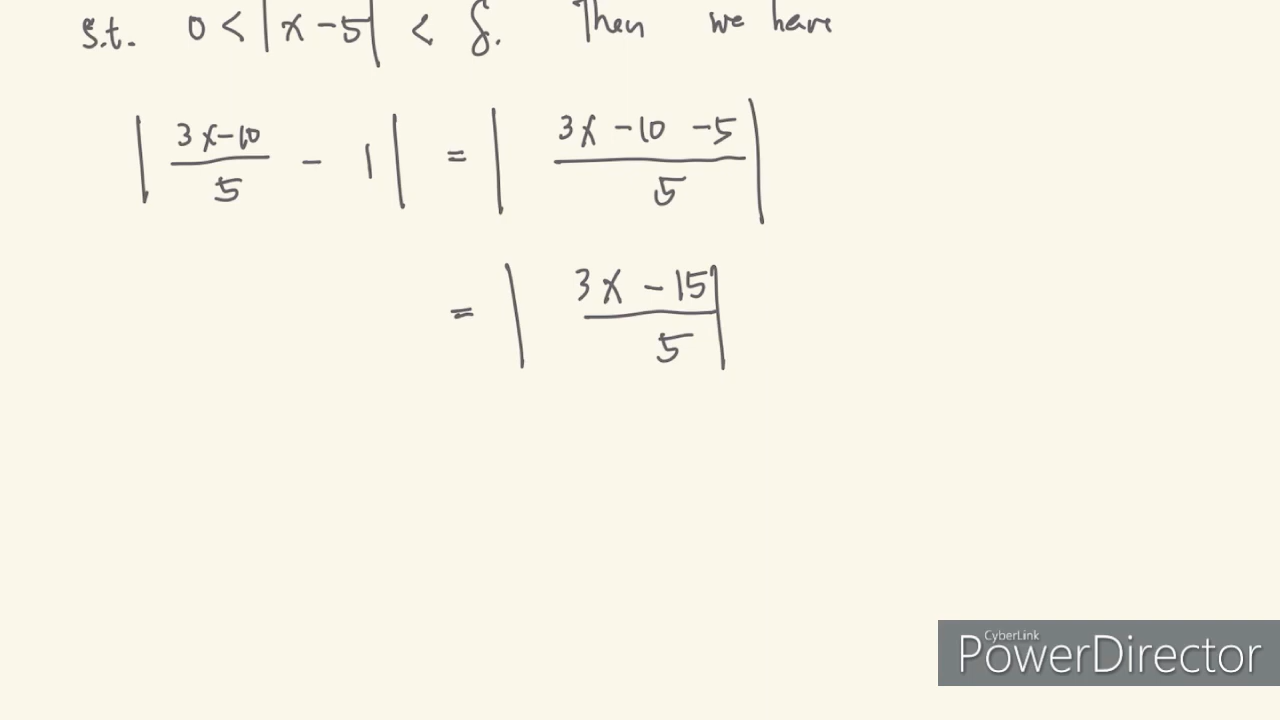 s.t. 0 < |x-5| < δ. Then we have
|(3x-10)/5 - 1| = |(3x-10-5)/5|
= |(3x-15)/5|
CyberLink
PowerDirector